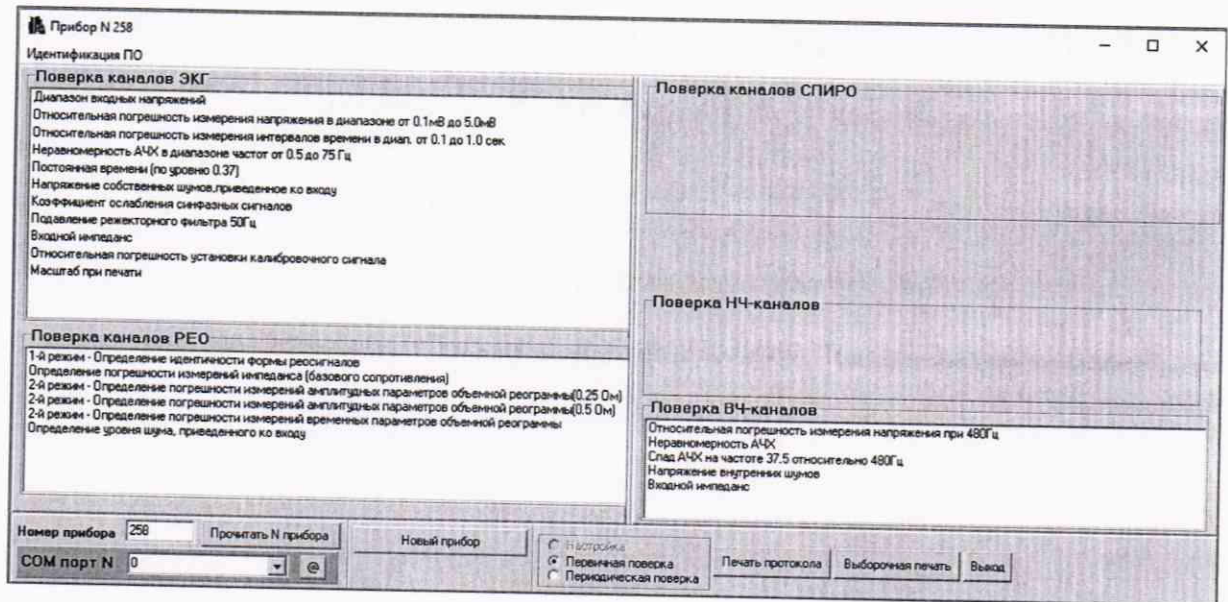 Прибор N 258
Идентификация ПО
Поверка каналов ЭКГ
Диапазон входных напряжений
Относительная погрешность измерения напряжения в диапазоне от 0.1мВ до 5.0мВ
Относительная погрешность измерения интервалов времени в диап. от 0.1 до 1.0 сек
Неравномерность АЧХ в диапазоне частот от 0.5 до 75 Гц
Постоянная времени (по уровню 0.37)
Напряжение собственных шумов,приведенное ко входу
Коэффициент ослабления синфазных сигналов
Подавление режекторного фильтра 50Гц
Входной импеданс
Относительная погрешность установки калибровочного сигнала
Масштаб при печати
Поверка каналов РЕО
1-й режим - Определение идентичности формы реосигналов
Определение погрешности измерений импеданса (базового сопротивления)
2-й режим - Определение погрешности измерений амплитудных параметров объемной реограммы(0.25 Ом)
2-й режим - Определение погрешности измерений амплитудных параметров объемной реограммы(0.5 Ом)
2-й режим - Определение погрешности измерений временных параметров объемной реограммы
Определение уровня шума, приведенного ко входу
Поверка каналов СПИРО
Поверка НЧ-каналов
Поверка ВЧ-каналов
Относительная погрешность измерения напряжения при 480Гц
Неравномерность АЧХ
Спад АЧХ на частоте 37.5 относительно 480Гц
Напряжение внутренних шумов
Входной импеданс
Номер прибора 258 Прочитать N прибора
COM порт N 0 @
Новый прибор
Настройка
Первичная поверка
Периодическая поверка
Печать протокола Выборочная печать Выход